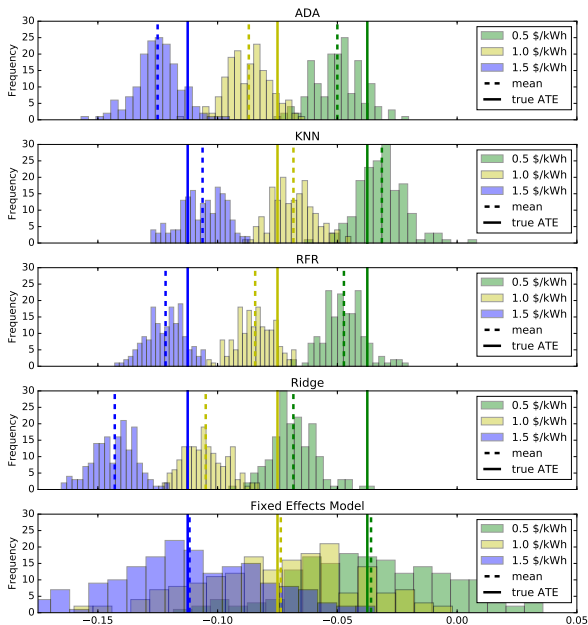 ADA
30
25
20
15
10
5
0
Frequency
0.5 $/kWh
1.0 $/kWh
1.5 $/kWh
mean
true ATE
KNN
30
25
20
15
10
5
0
Frequency
0.5 $/kWh
1.0 $/kWh
1.5 $/kWh
mean
true ATE
RFR
30
25
20
15
10
5
0
Frequency
0.5 $/kWh
1.0 $/kWh
1.5 $/kWh
mean
true ATE
Ridge
30
25
20
15
10
5
0
Frequency
0.5 $/kWh
1.0 $/kWh
1.5 $/kWh
mean
true ATE
Fixed Effects Model
30
25
20
15
10
5
0
Frequency
0.5 $/kWh
1.0 $/kWh
1.5 $/kWh
mean
true ATE
−0.15 −0.10 −0.05 0.00 0.05